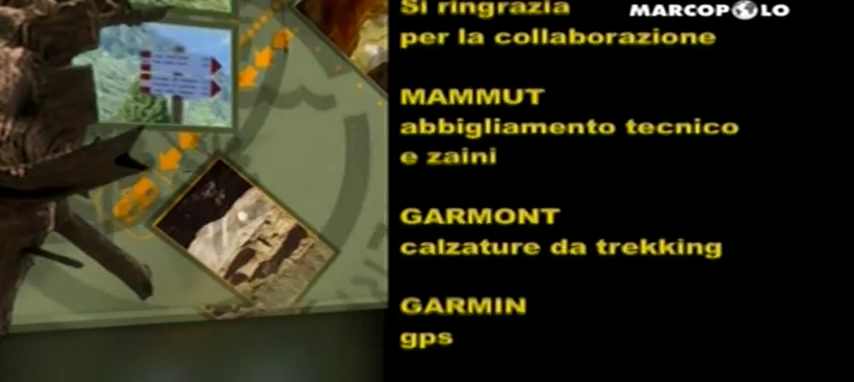 MARCOPOLO
Si ringrazia
per la collaborazione
MAMMUT
abbigliamento tecnico
e zaini
GARMONT
calzature da trekking
GARMIN
gps